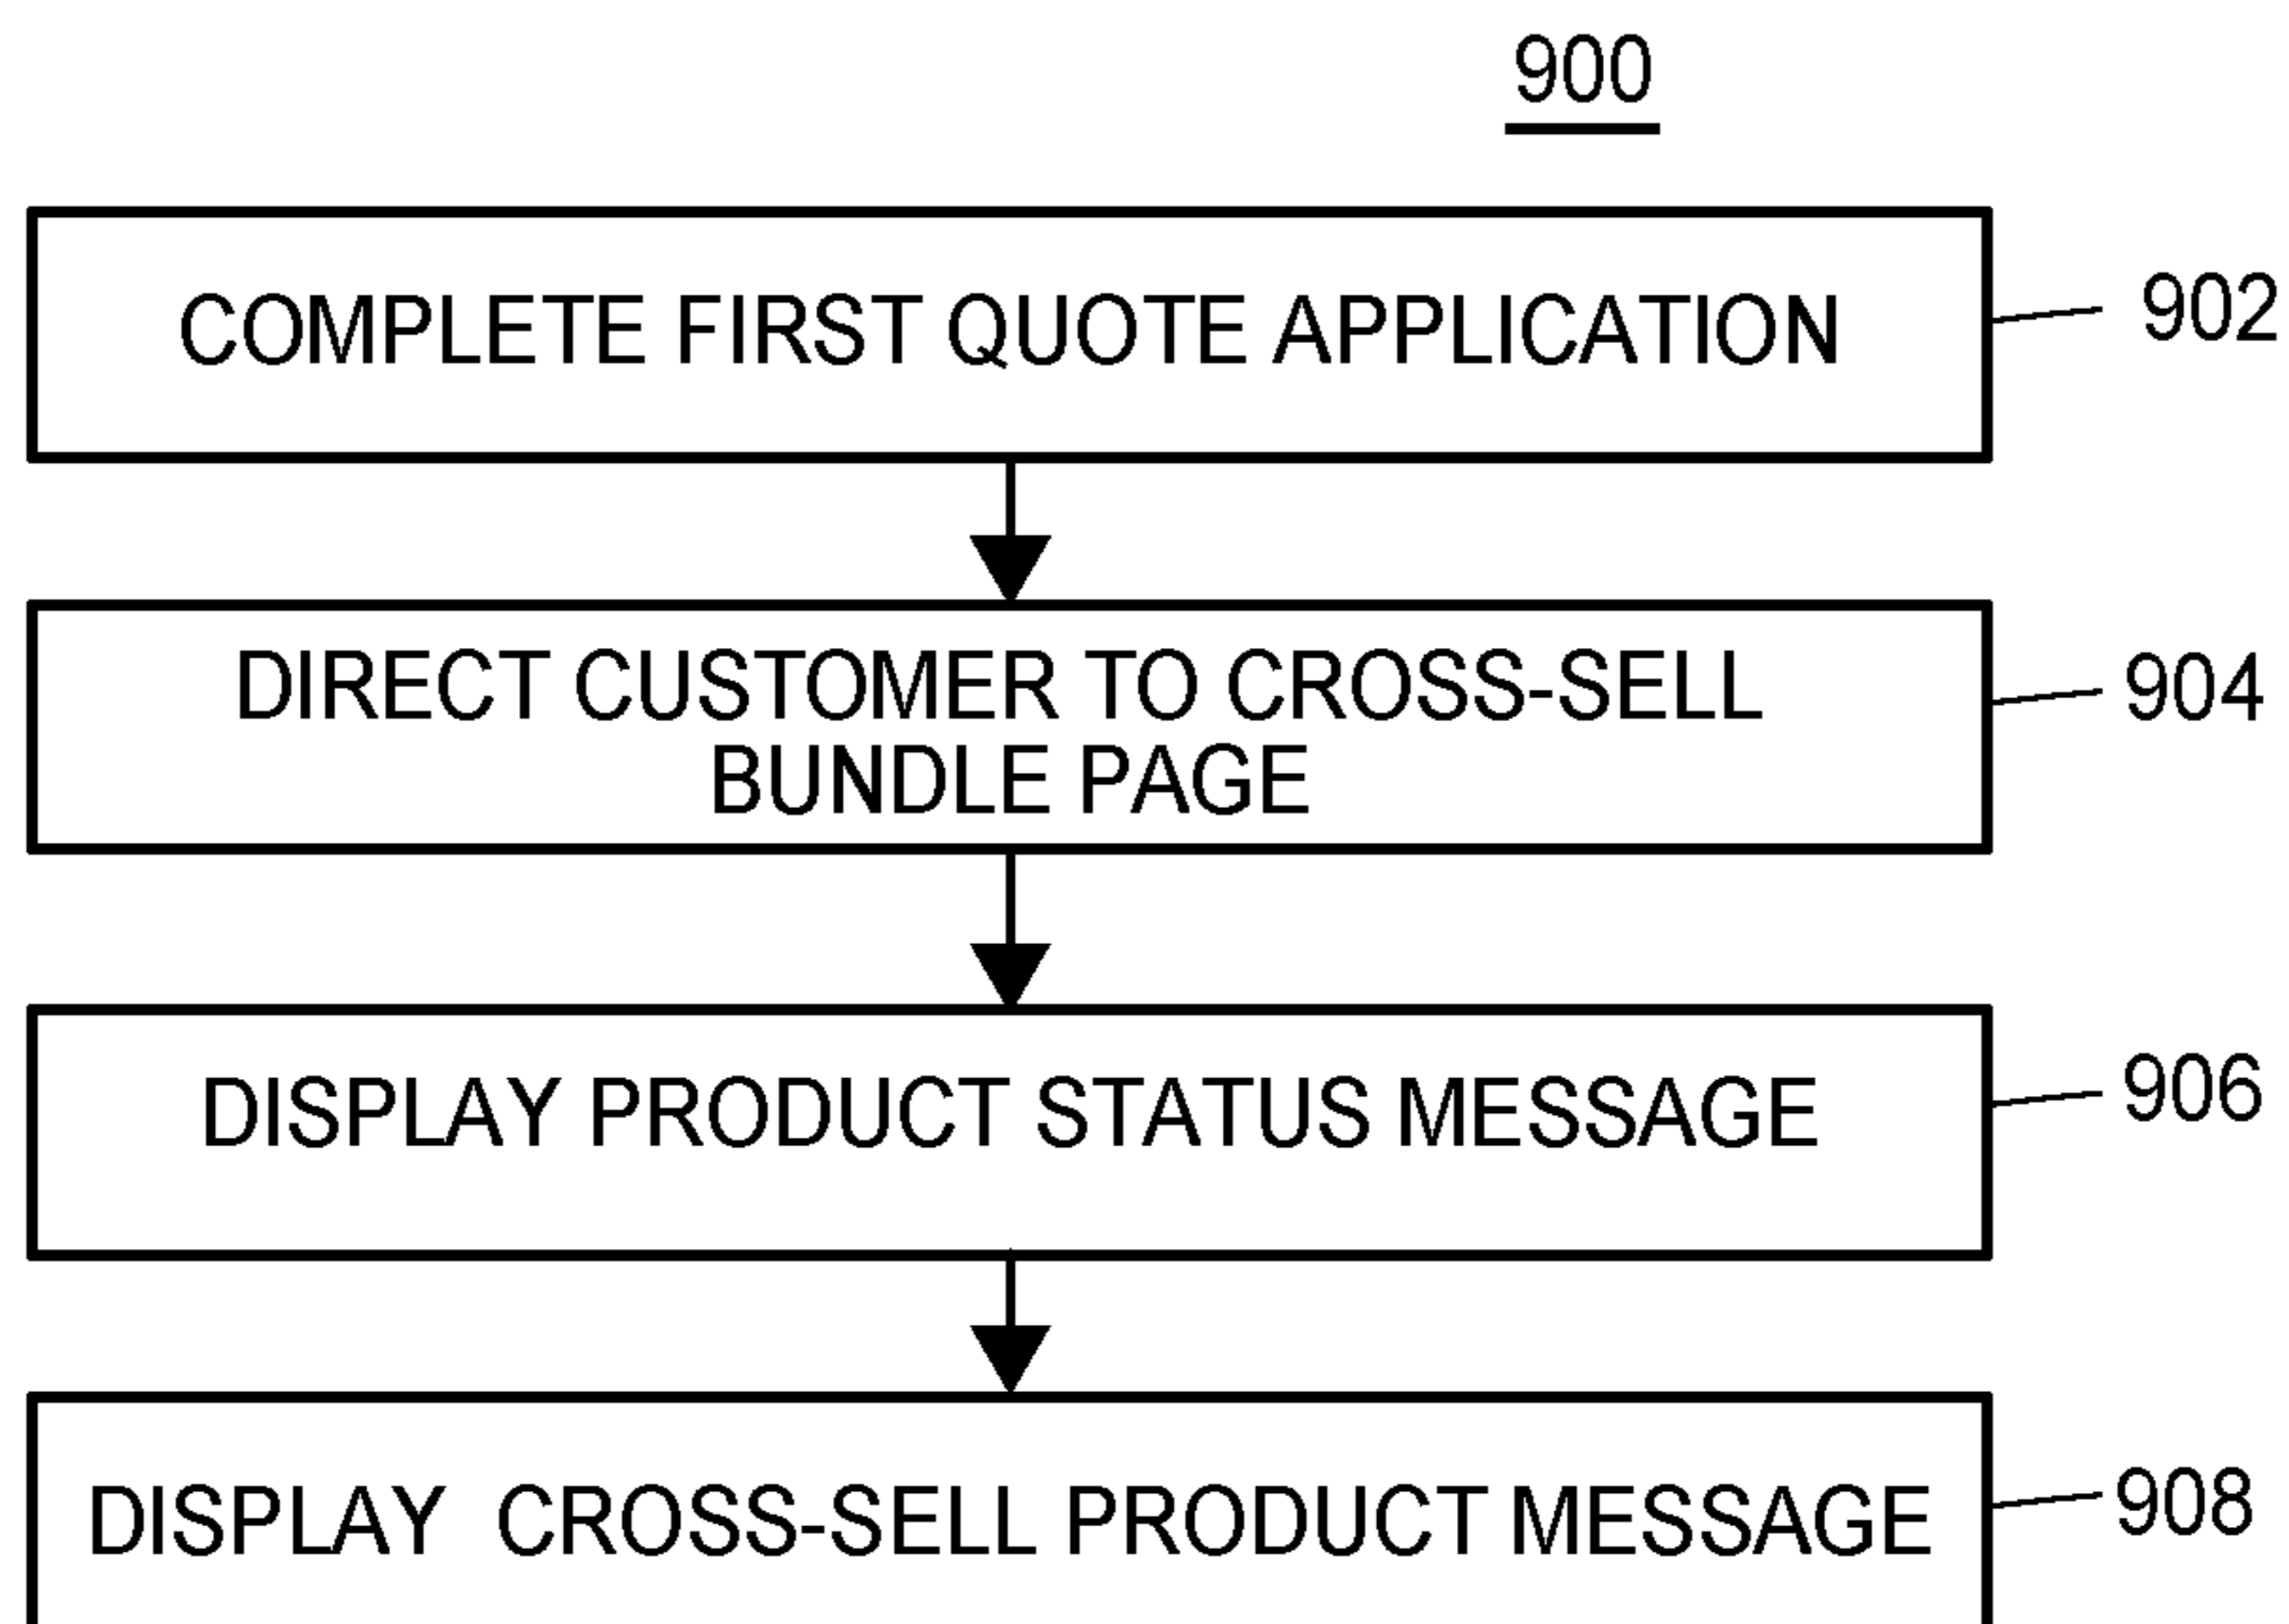 900
COMPLETE FIRST QUOTE APPLICATION
902
DIRECT CUSTOMER TO CROSS-SELL
BUNDLE PAGE
904
DISPLAY PRODUCT STATUS MESSAGE
906
DISPLAY CROSS-SELL PRODUCT MESSAGE
908